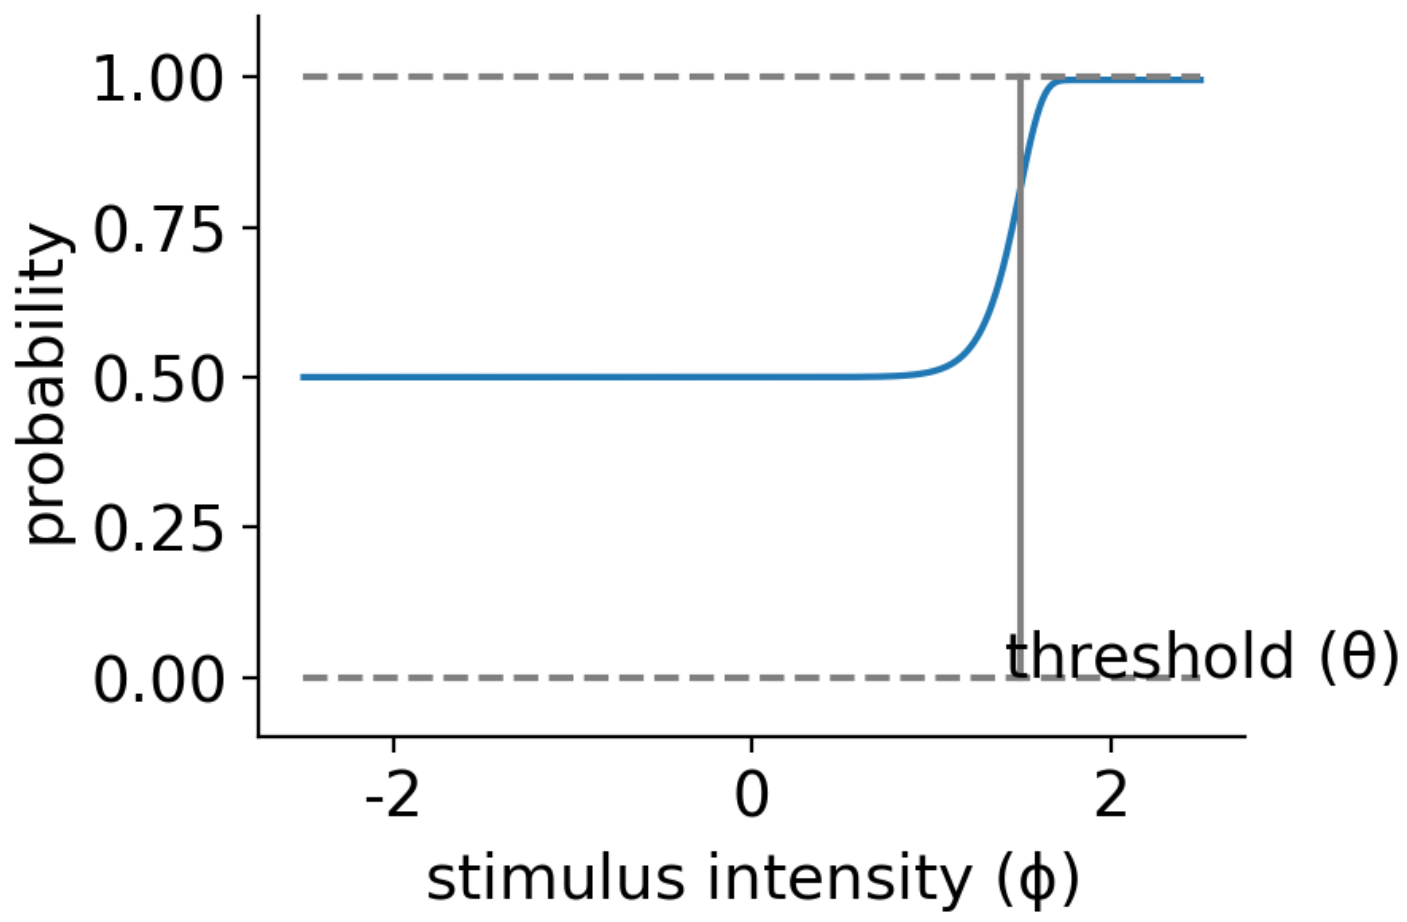 1.00
0.75
0.50
0.25
0.00
probability
threshold (θ)
-2 0 2
stimulus intensity (ϕ)